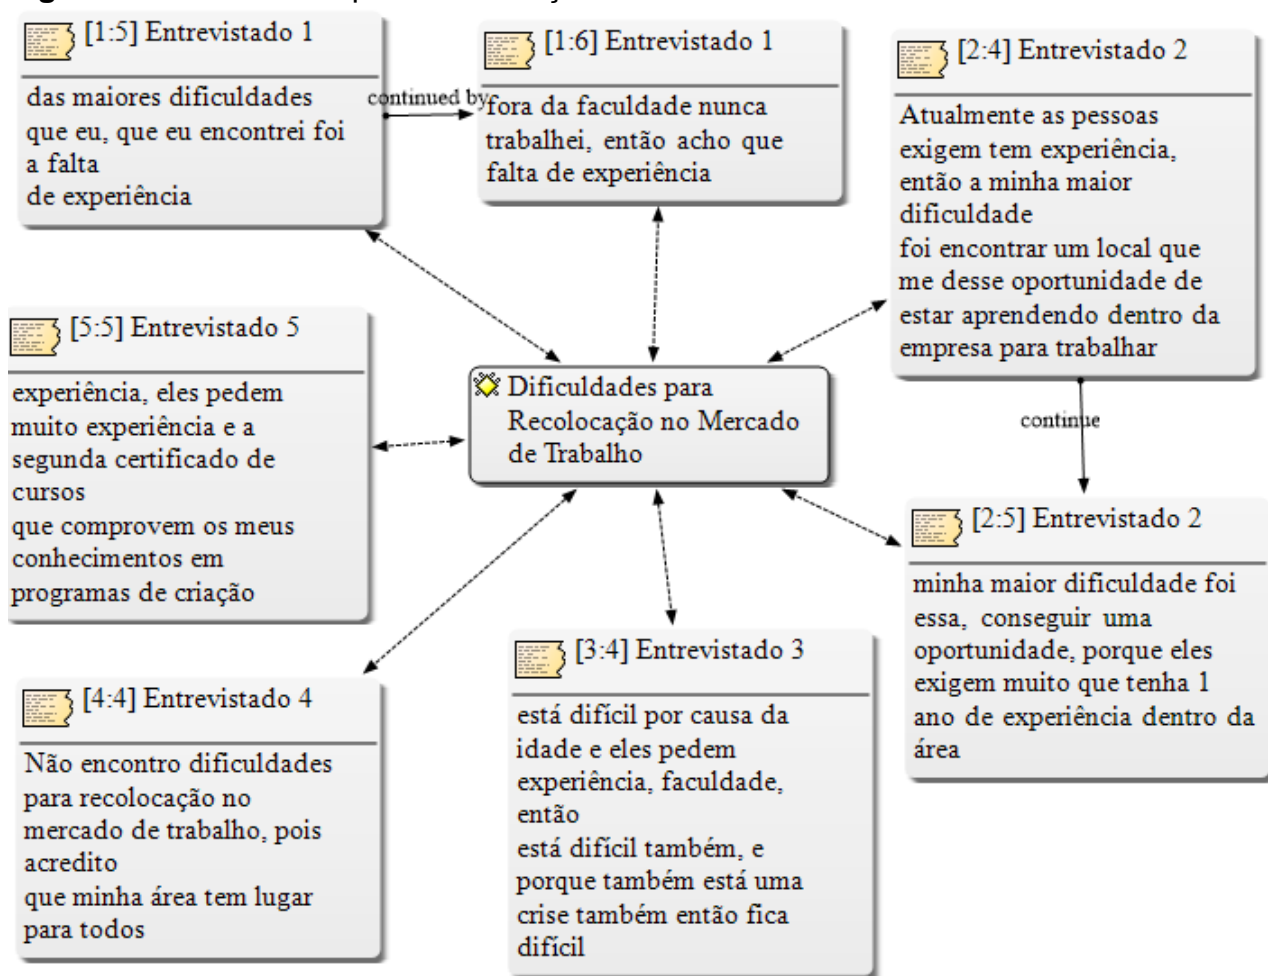 [1:5] Entrevistado 1
das maiores dificuldades
que eu, que eu encontrei foi
a falta
de experiência
continued by
[1:6] Entrevistado 1
fora da faculdade nunca
trabalhei, então acho que
falta de experiência
[2:4] Entrevistado 2
Atualmente as pessoas
exigem tem experiência,
então a minha maior
dificuldade
foi encontrar um local que
me desse oportunidade de
estar aprendendo dentro da
empresa para trabalhar
continue
[5:5] Entrevistado 5
experiência, eles pedem
muito experiência e a
segunda certificado de
cursos
que comprovem os meus
conhecimentos em
programas de criação
Dificuldades para
Recolocação no Mercado
de Trabalho
[2:5] Entrevistado 2
minha maior dificuldade foi
essa, conseguir uma
oportunidade, porque eles
exigem muito que tenha 1
ano de experiência dentro da
área
[4:4] Entrevistado 4
Não encontro dificuldades
para recolocação no
mercado de trabalho, pois
acredito
que minha área tem lugar
para todos
[3:4] Entrevistado 3
está difícil por causa da
idade e eles pedem
experiência, faculdade,
então
está difícil também, e
porque também está uma
crise também então fica
difícil